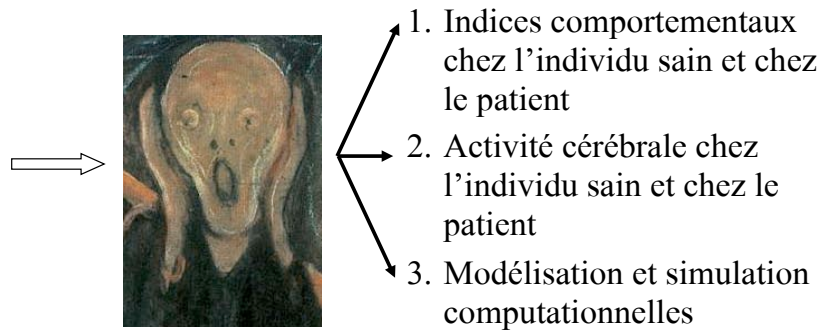 1. Indices comportementaux
chez l’individu sain et chez
le patient
2. Activité cérébrale chez
l’individu sain et chez le
patient
3. Modélisation et simulation
computationnelles